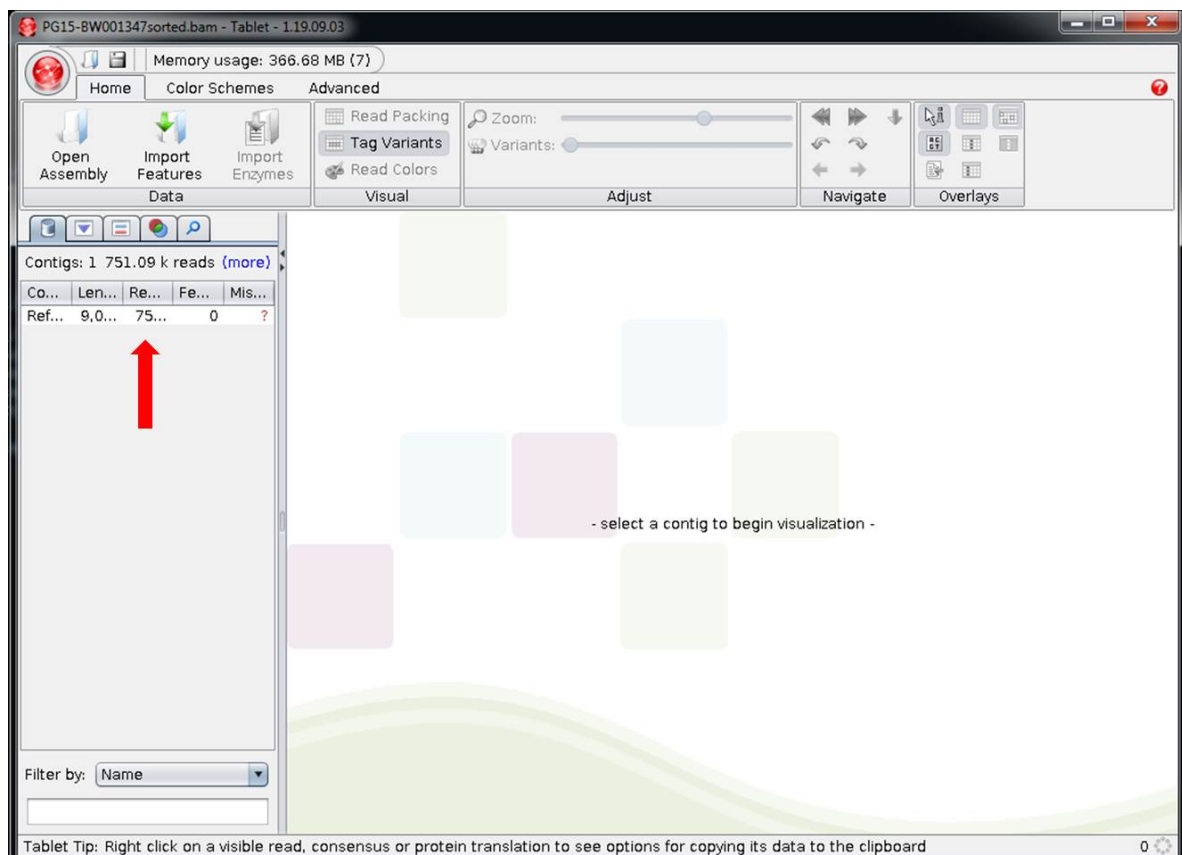 PG15-BW001347sorted.bam - Tablet - 1.19.09.03
Memory usage: 366.68 MB (7)
Home Color Schemes Advanced
Open Assembly
Import Features
Import Enzymes
Data
Read Packing
Tag Variants
Read Colors
Visual
Zoom:
Variants:
Adjust
Navigate
Overlays
Contigs: 1 751.09 k reads (more)
Co... Len... Re... Fe... Mis...
Ref... 9,0... 75... 0 ?
- select a contig to begin visualization -
Filter by: Name
Tablet Tip: Right click on a visible read, consensus or protein translation to see options for copying its data to the clipboard 0